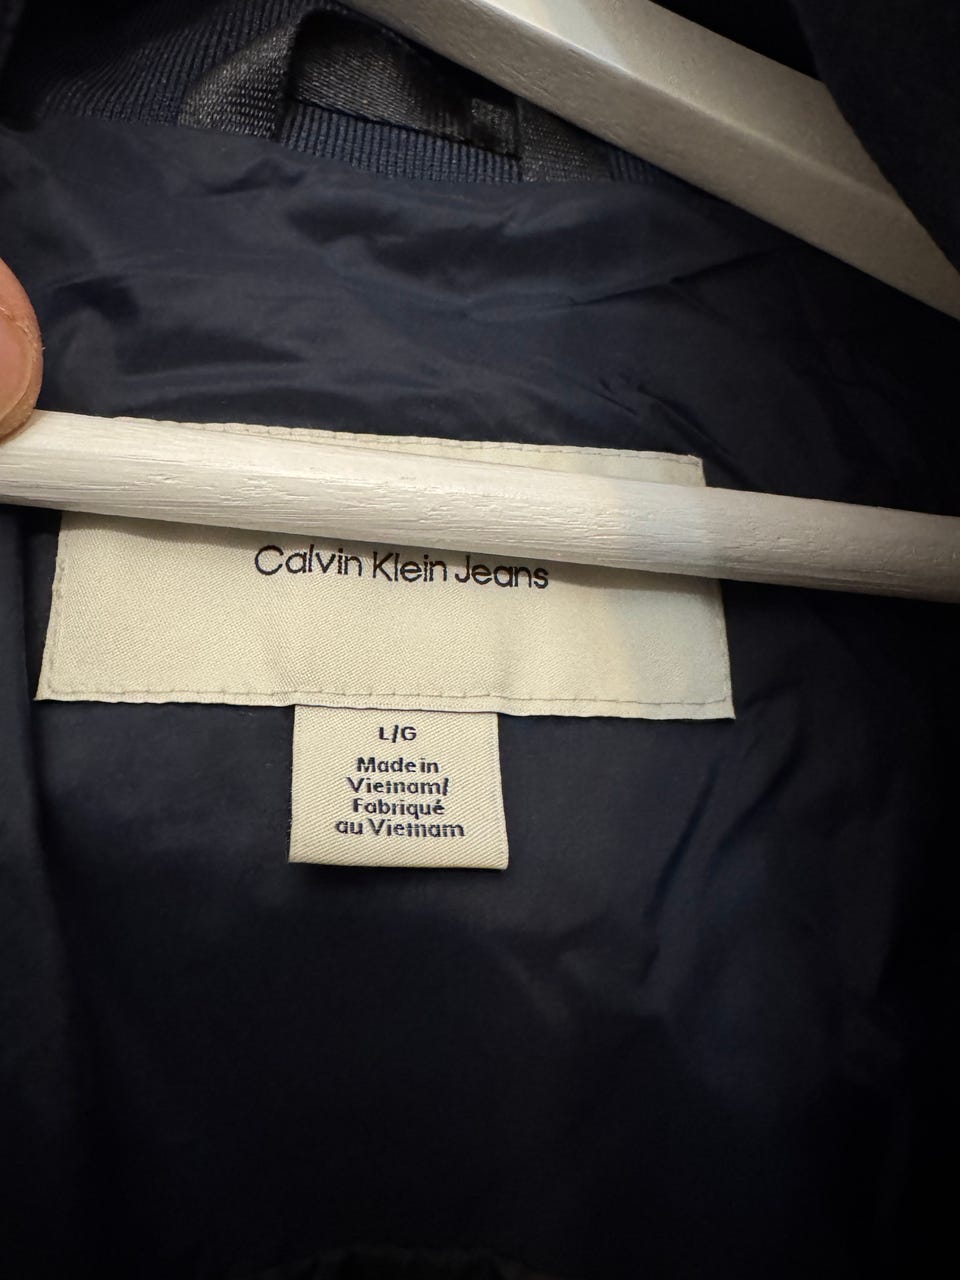 Calvin Klein Jeans
L/G
Made in
Vietnam/
Fabriqué
au Vietnam